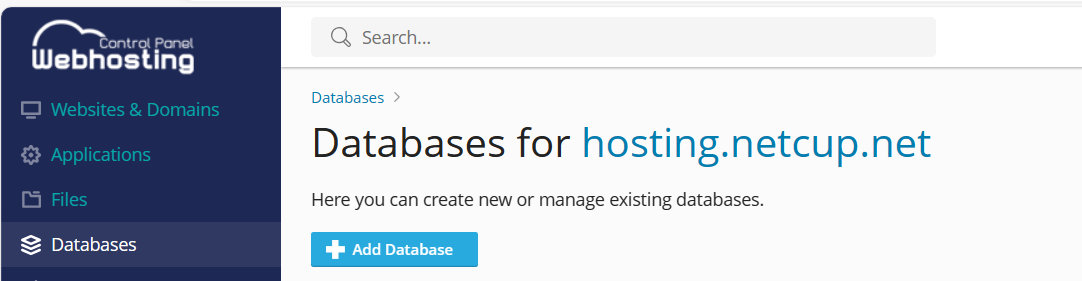 Control Panel
Webhosting
Search...
Websites & Domains
Applications
Files
Databases
Databases >
Databases for hosting.netcup.net
Here you can create new or manage existing databases.
Add Database